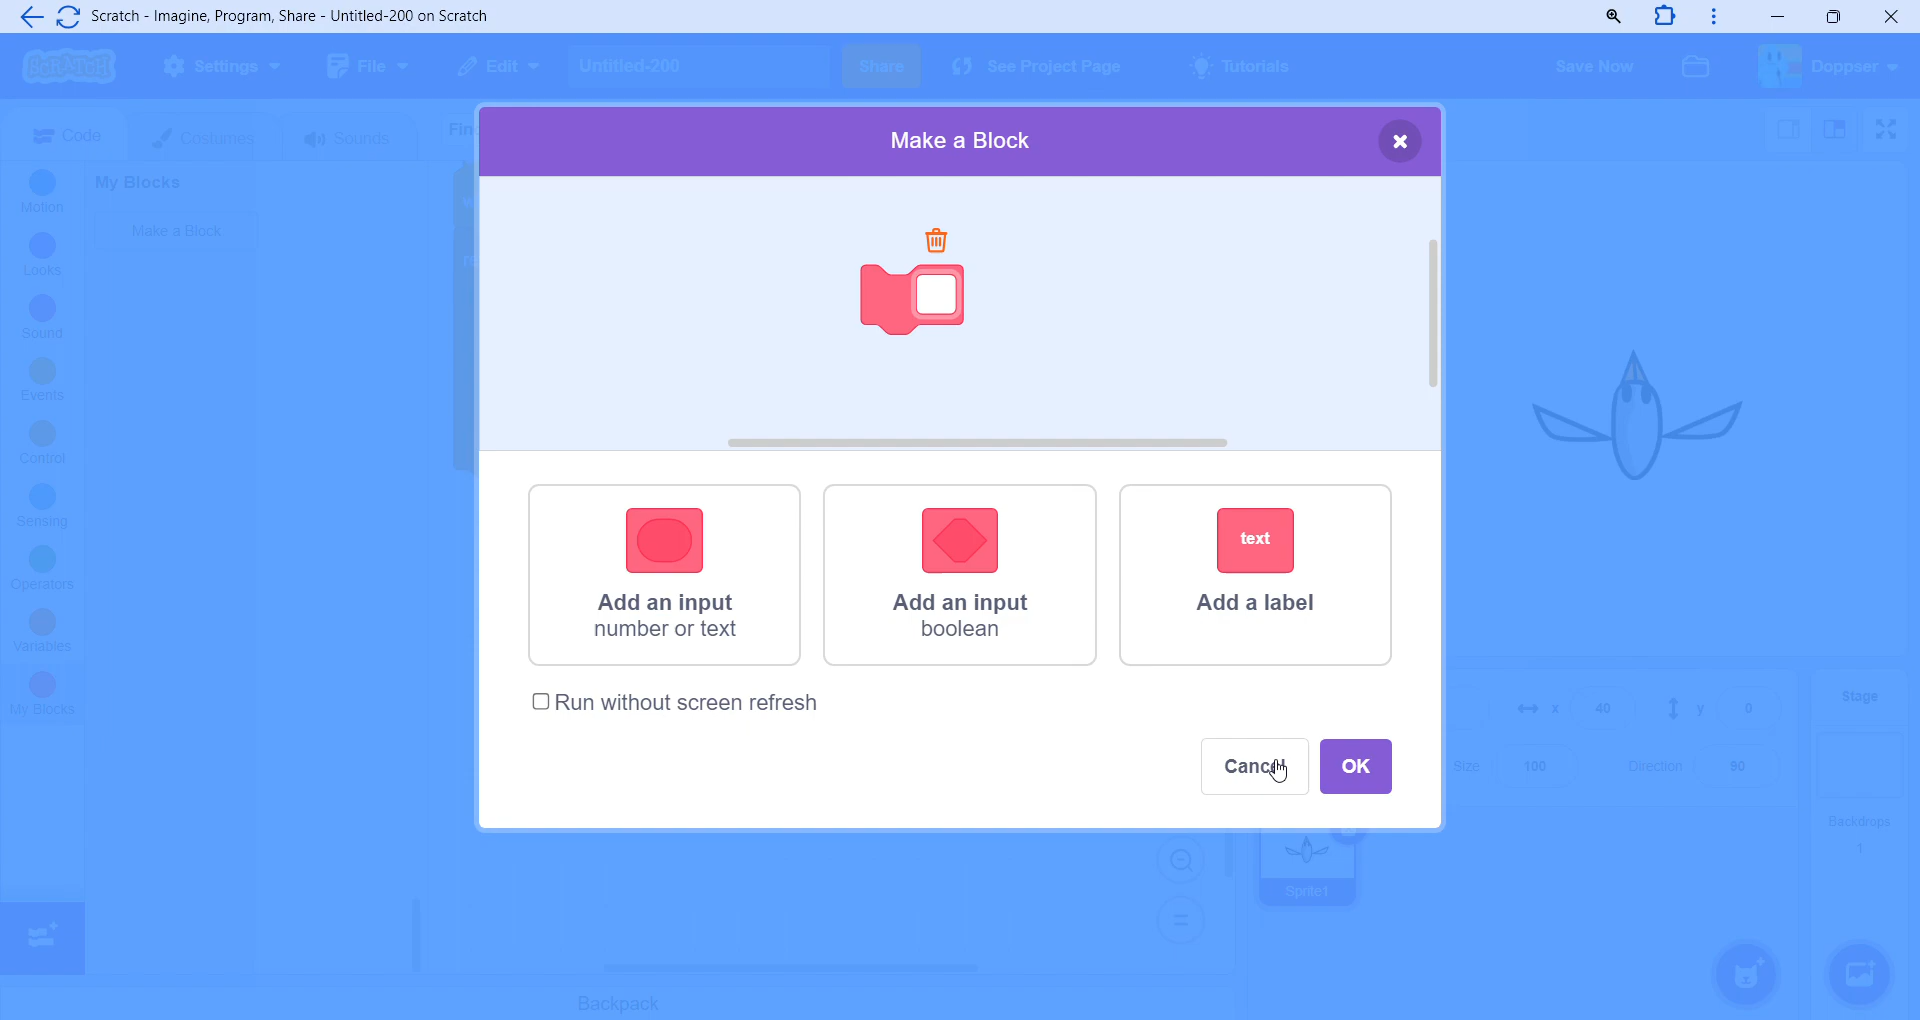 Scratch - Imagine, Program, Share - Untitled-200 on Scratch
SCRATCH
Settings
File
Edit
Untitled-200
Share
See Project Page
Tutorials
Save Now
Doppser
Code
Costumes
Sounds
Fin
Make a Block
My Blocks
Make a Block
Motion
Looks
Sound
Events
Control
Sensing
Operators
Variables
My Blocks
text
Add an input
number or text
Add an input
boolean
Add a label
Run without screen refresh
Cancel
OK
x
40
y
0
Size
100
Direction
90
Stage
Backdrops
1
Sprite1
Backpack